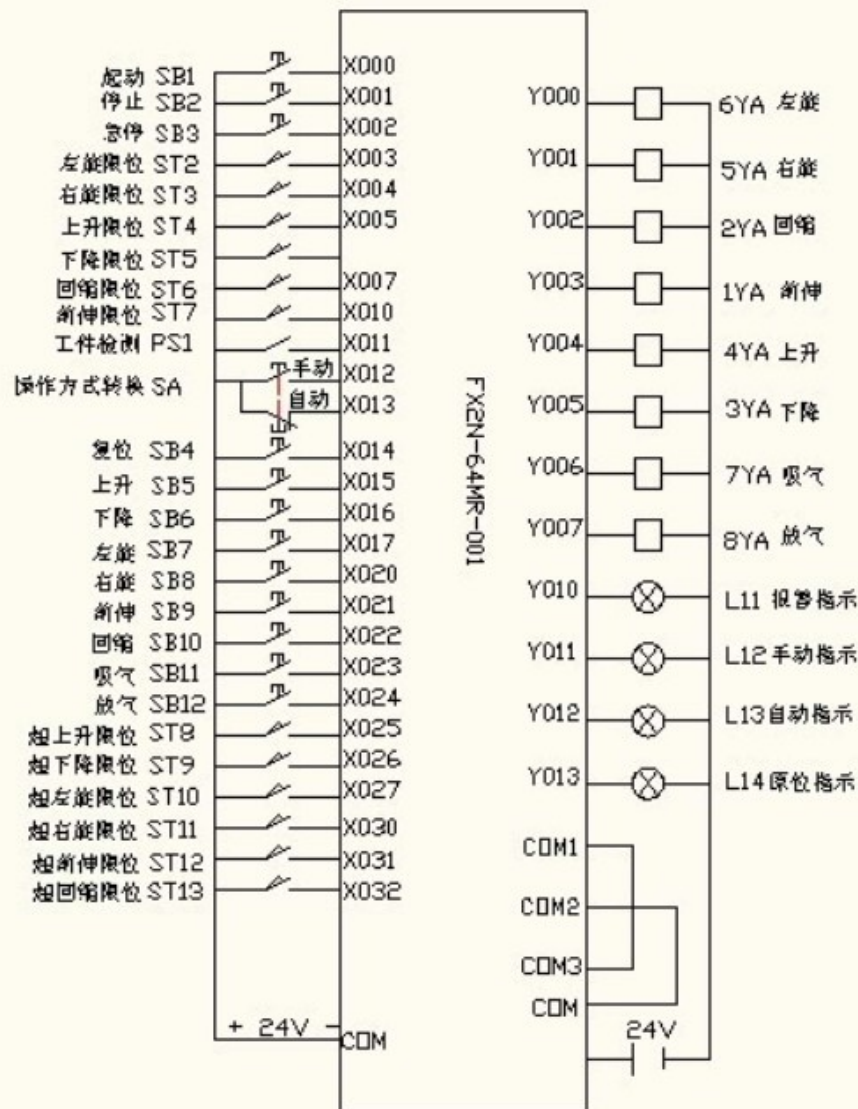 起动 SB1 X000
停止 SB2 X001
急停 SB3 X002
左旋限位 ST2 X003
右旋限位 ST3 X004
上升限位 ST4 X005
下降限位 ST5
回缩限位 ST6 X007
前伸限位 ST7 X010
工件检测 PS1 X011
操作方式转换 SA 手动 X012
自动 X013
复位 SB4 X014
上升 SB5 X015
下降 SB6 X016
左旋 SB7 X017
右旋 SB8 X020
前伸 SB9 X021
回缩 SB10 X022
吸气 SB11 X023
放气 SB12 X024
超上升限位 ST8 X025
超下降限位 ST9 X026
超左旋限位 ST10 X027
超右旋限位 ST11 X030
超前伸限位 ST12 X031
超回缩限位 ST13 X032
+ 24V -
COM
FX2N-64MR-001
Y000 6YA 左旋
Y001 5YA 右旋
Y002 2YA 回缩
Y003 1YA 前伸
Y004 4YA 上升
Y005 3YA 下降
Y006 7YA 吸气
Y007 8YA 放气
Y010 L11 报警指示
Y011 L12 手动指示
Y012 L13 自动指示
Y013 L14 原位指示
COM1
COM2
COM3
COM
24V